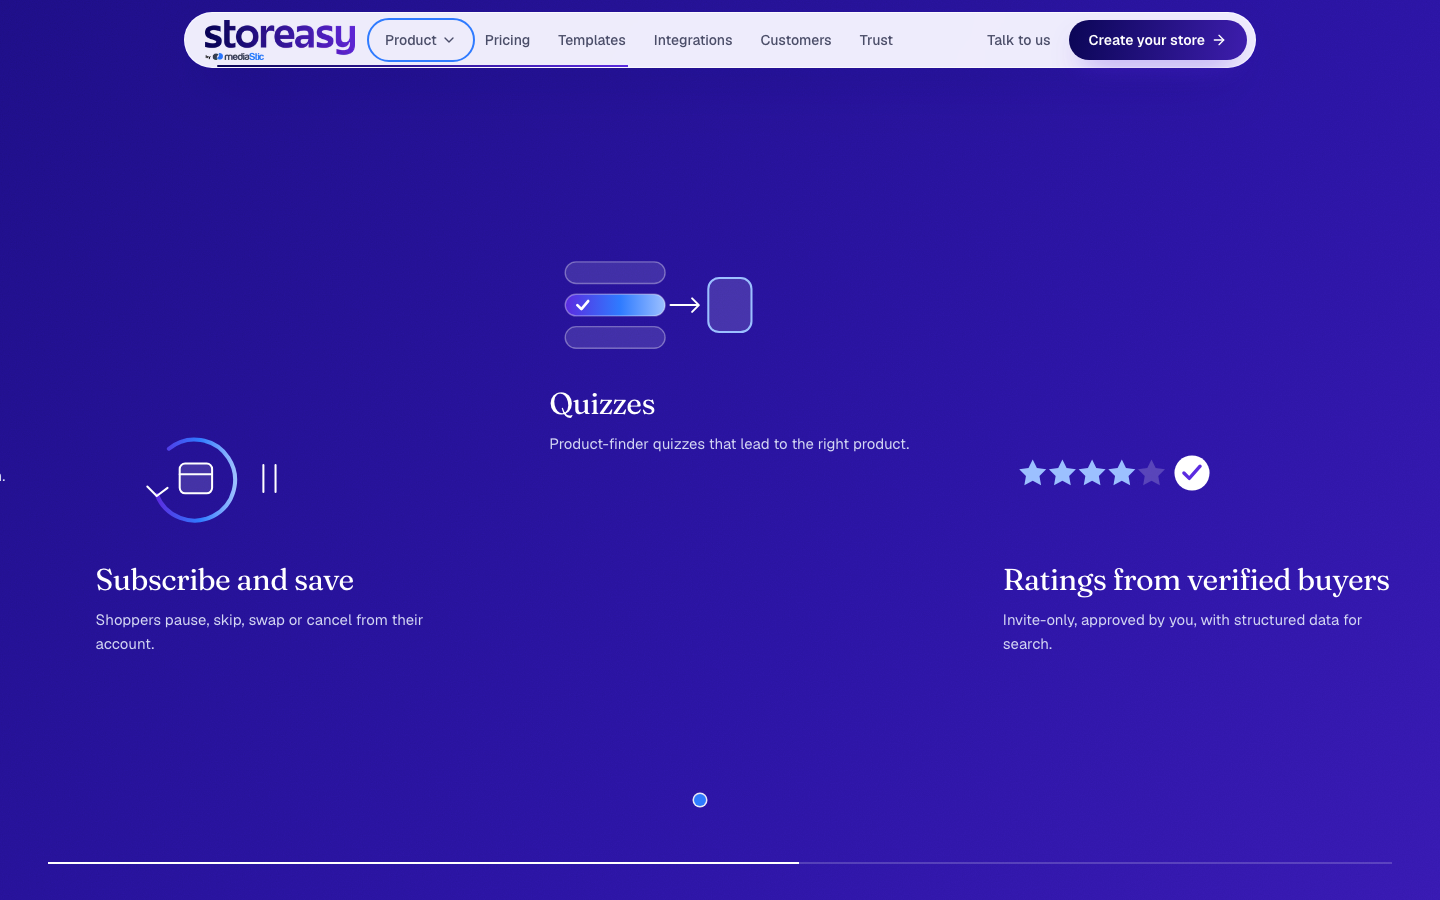 storeasy
by mediaStic
Product
Pricing
Templates
Integrations
Customers
Trust
Talk to us
Create your store
Quizzes
Product-finder quizzes that lead to the right product.
Subscribe and save
Shoppers pause, skip, swap or cancel from their
account.
Ratings from verified buyers
Invite-only, approved by you, with structured data for
search.